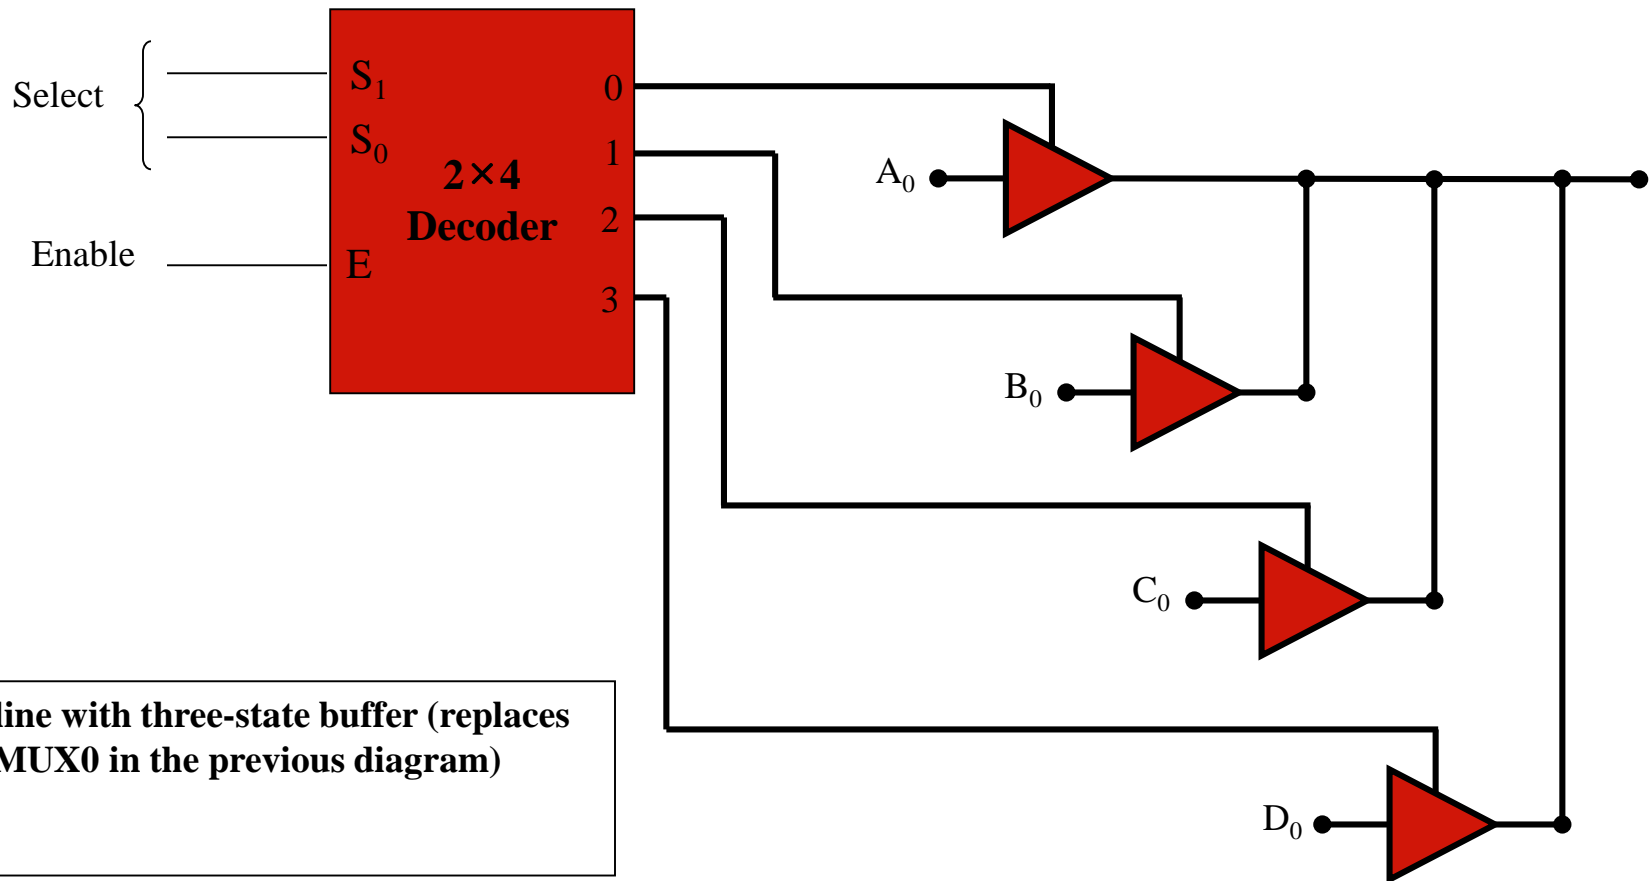 Select
S₁
S₀
Enable
E
2×4
Decoder
0
1
2
3
A₀
B₀
C₀
D₀
line with three-state buffer (replaces
MUX0 in the previous diagram)